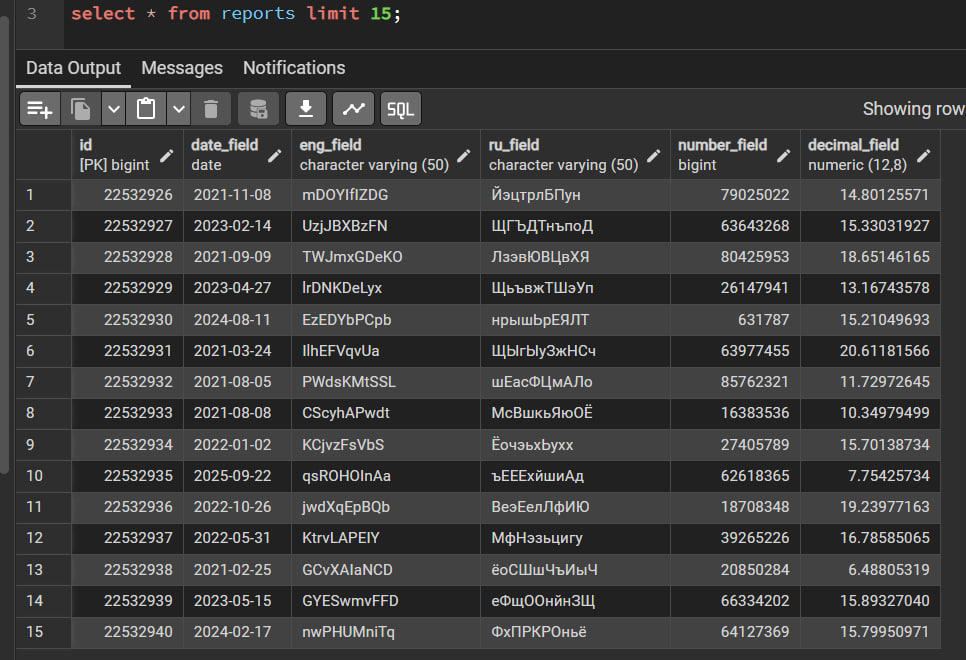 3 select * from reports limit 15;
Data Output Messages Notifications
SQL Showing row
id date_field eng_field ru_field number_field decimal_field
[PK] bigint date character varying (50) character varying (50) bigint numeric (12,8)
1 22532926 2021-11-08 mDOYIfIZDG ЙэцтрлБПун 79025022 14.80125571
2 22532927 2023-02-14 UzjJBXBzFN ЩГЪДТнъпоД 63643268 15.33031927
3 22532928 2021-09-09 TWJmxGDeKO ЛзэвЮВЦвХЯ 80425953 18.65146165
4 22532929 2023-04-27 lrDNKDeLyx ЩьъвжТШэУп 26147941 13.16743578
5 22532930 2024-08-11 EzEDYbPCpb нрышЬрЕЯЛТ 631787 15.21049693
6 22532931 2021-03-24 IlhEFVqvUa ЩЫгЫуЗжНСч 63977455 20.61181566
7 22532932 2021-08-05 PWdsKMtSSL шЕасФЦмАЛо 85762321 11.72972645
8 22532933 2021-08-08 CScyhAPwdt МсВшкьЯюОЁ 16383536 10.34979499
9 22532934 2022-01-02 KCjvzFsVbS ЁочэьхЬухх 27405789 15.70138734
10 22532935 2025-09-22 qsROHOInAa ъЕЕЕхйшиАд 62618365 7.75425734
11 22532936 2022-10-26 jwdXqEpBQb ВеэЕелЛфИЮ 18708348 19.23977163
12 22532937 2022-05-31 KtrvLAPEIY МфНэзьцигу 39265226 16.78585065
13 22532938 2021-02-25 GCvXAIaNCD ёоСШшЧъИыЧ 20850284 6.48805319
14 22532939 2023-05-15 GYESwmvFFD еФщООнйнЗЩ 66334202 15.89327040
15 22532940 2024-02-17 nwPHUMniTq ФхПРКРОньё 64127369 15.79950971